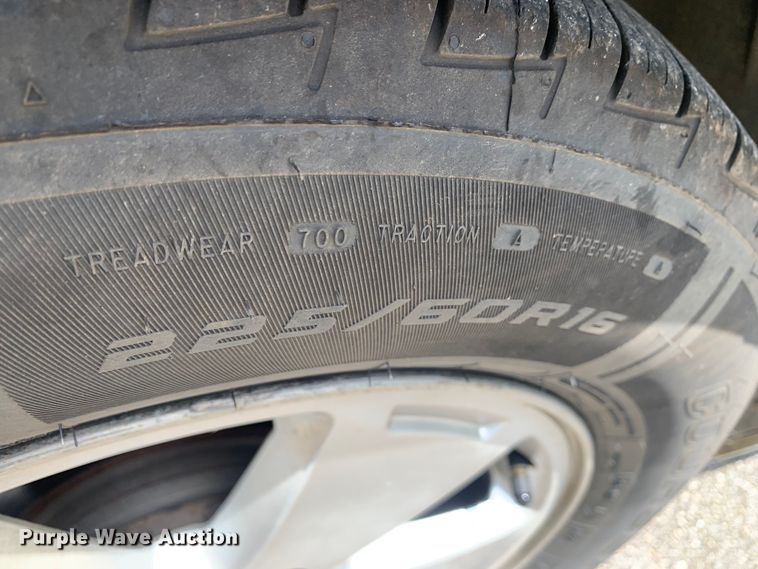 TREADWEAR 700 TRACTION A TEMPERATURE
225/60R16
Purple Wave Auction